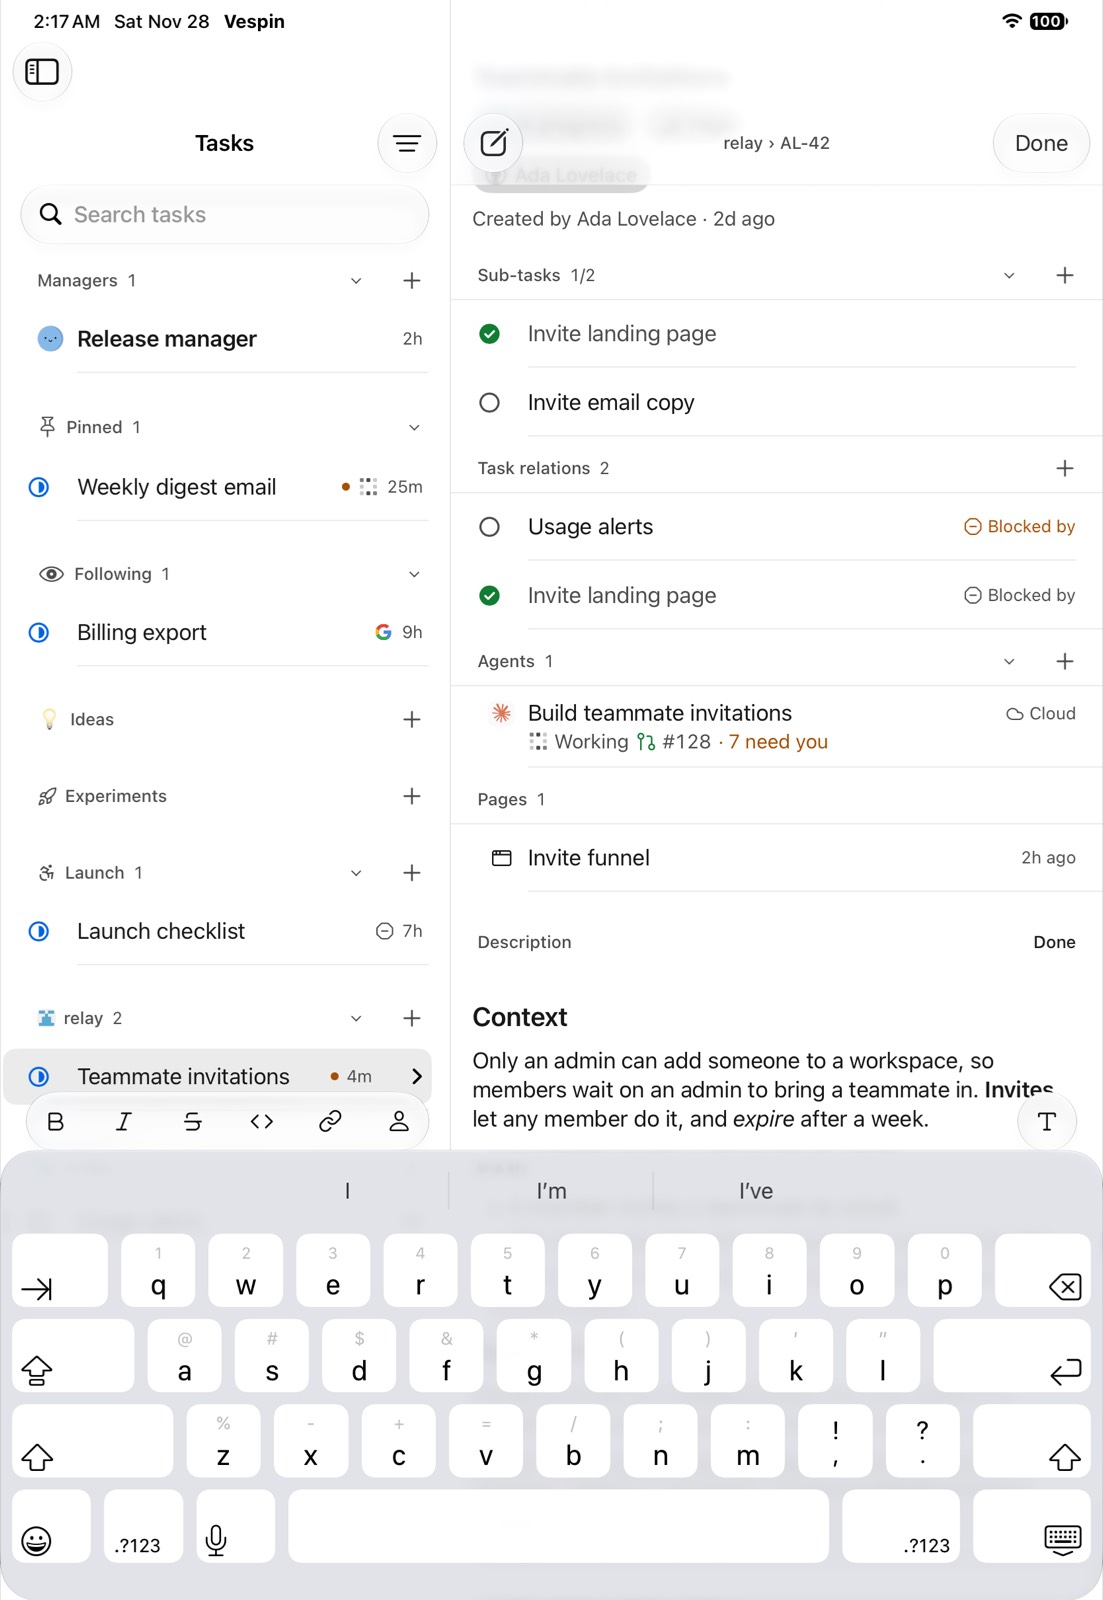 2:17 AM Sat Nov 28 Vespin
100
Tasks
Search tasks
Managers 1
Release manager 2h
Pinned 1
Weekly digest email 25m
Following 1
Billing export 9h
Ideas
Experiments
Launch 1
Launch checklist 7h
relay 2
Teammate invitations 4m
relay › AL-42
Done
Ada Lovelace
Created by Ada Lovelace · 2d ago
Sub-tasks 1/2
Invite landing page
Invite email copy
Task relations 2
Usage alerts Blocked by
Invite landing page Blocked by
Agents 1
Build teammate invitations Cloud
Working #128 · 7 need you
Pages 1
Invite funnel 2h ago
Description Done
Context
Only an admin can add someone to a workspace, so
members wait on an admin to bring a teammate in. Invites
let any member do it, and expire after a week.
B I S <> T
I I’m I’ve
1 2 3 4 5 6 7 8 9 0
q w e r t y u i o p
@ # $ & * ( ) ' "
a s d f g h j k l
% - + = / ; : ! ?
z x c v b n m , .
.?123 .?123